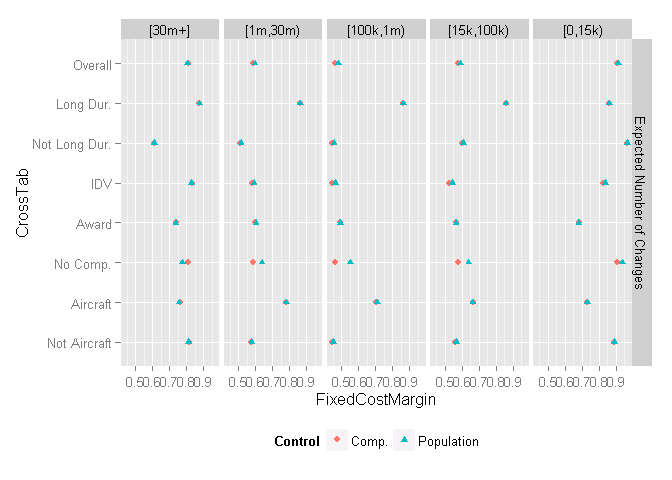 [30m+] [1m,30m) [100k,1m) [15k,100k) [0,15k)
Overall
Long Dur.
Not Long Dur.
IDV
Award
No Comp.
Aircraft
Not Aircraft
CrossTab
Expected Number of Changes
0.50.60.70.80.9 0.50.60.70.80.9 0.50.60.70.80.9 0.50.60.70.80.9 0.50.60.70.80.9
FixedCostMargin
Control Comp. Population